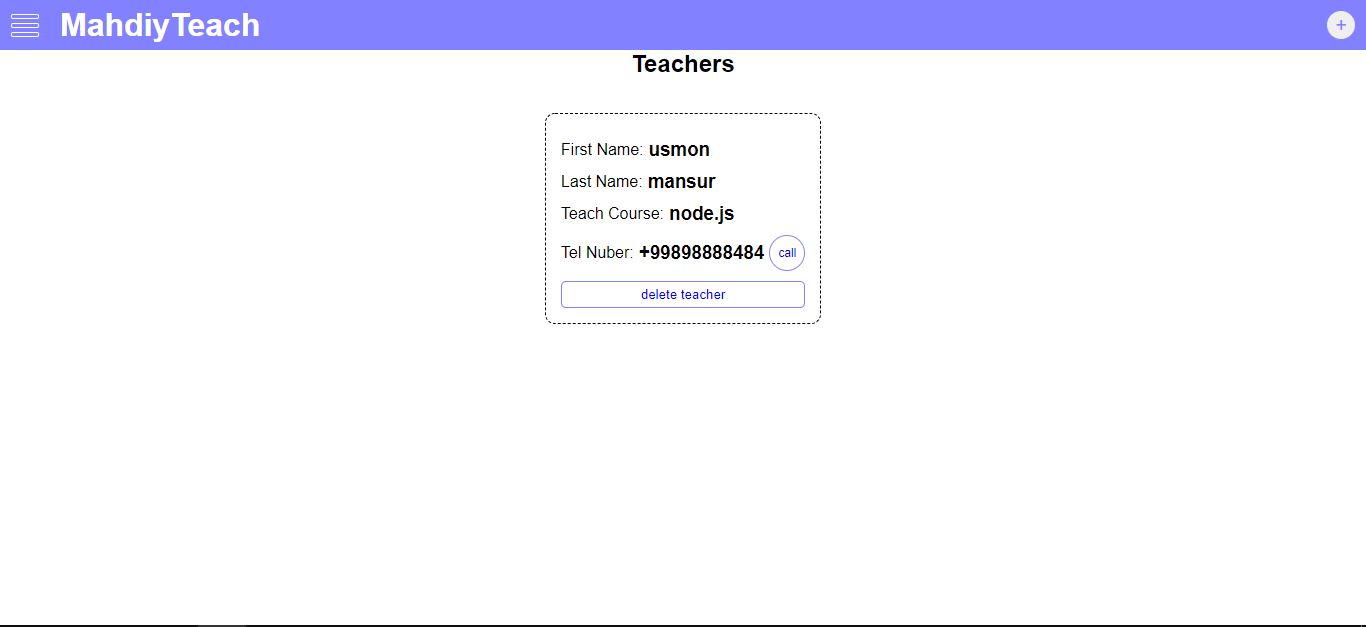 MahdiyTeach
+
Teachers
First Name: usmon
Last Name: mansur
Teach Course: node.js
Tel Nuber: +99898888484 call
delete teacher